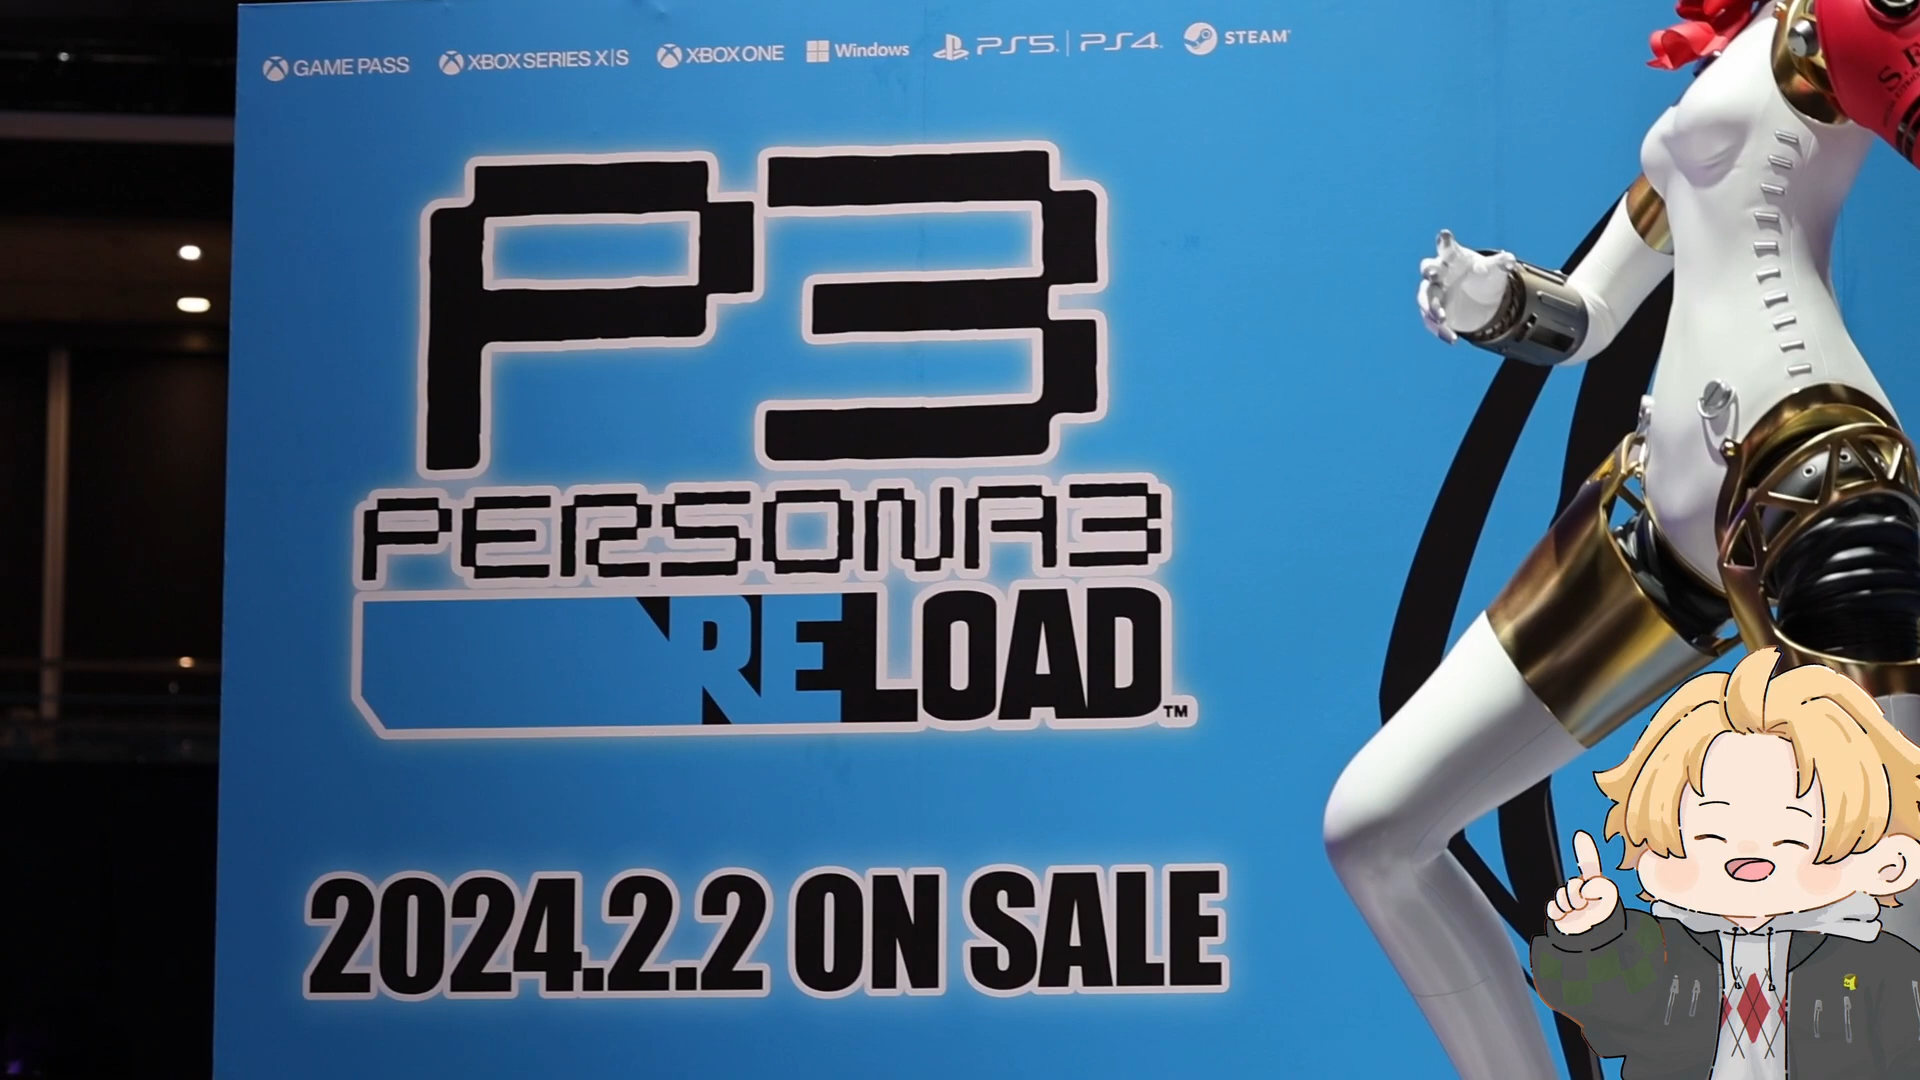 GAME PASS XBOX SERIES X|S XBOX ONE Windows PS5 | PS4 STEAM
P3
PERSONA3
RELOAD™
2024.2.2 ON SALE